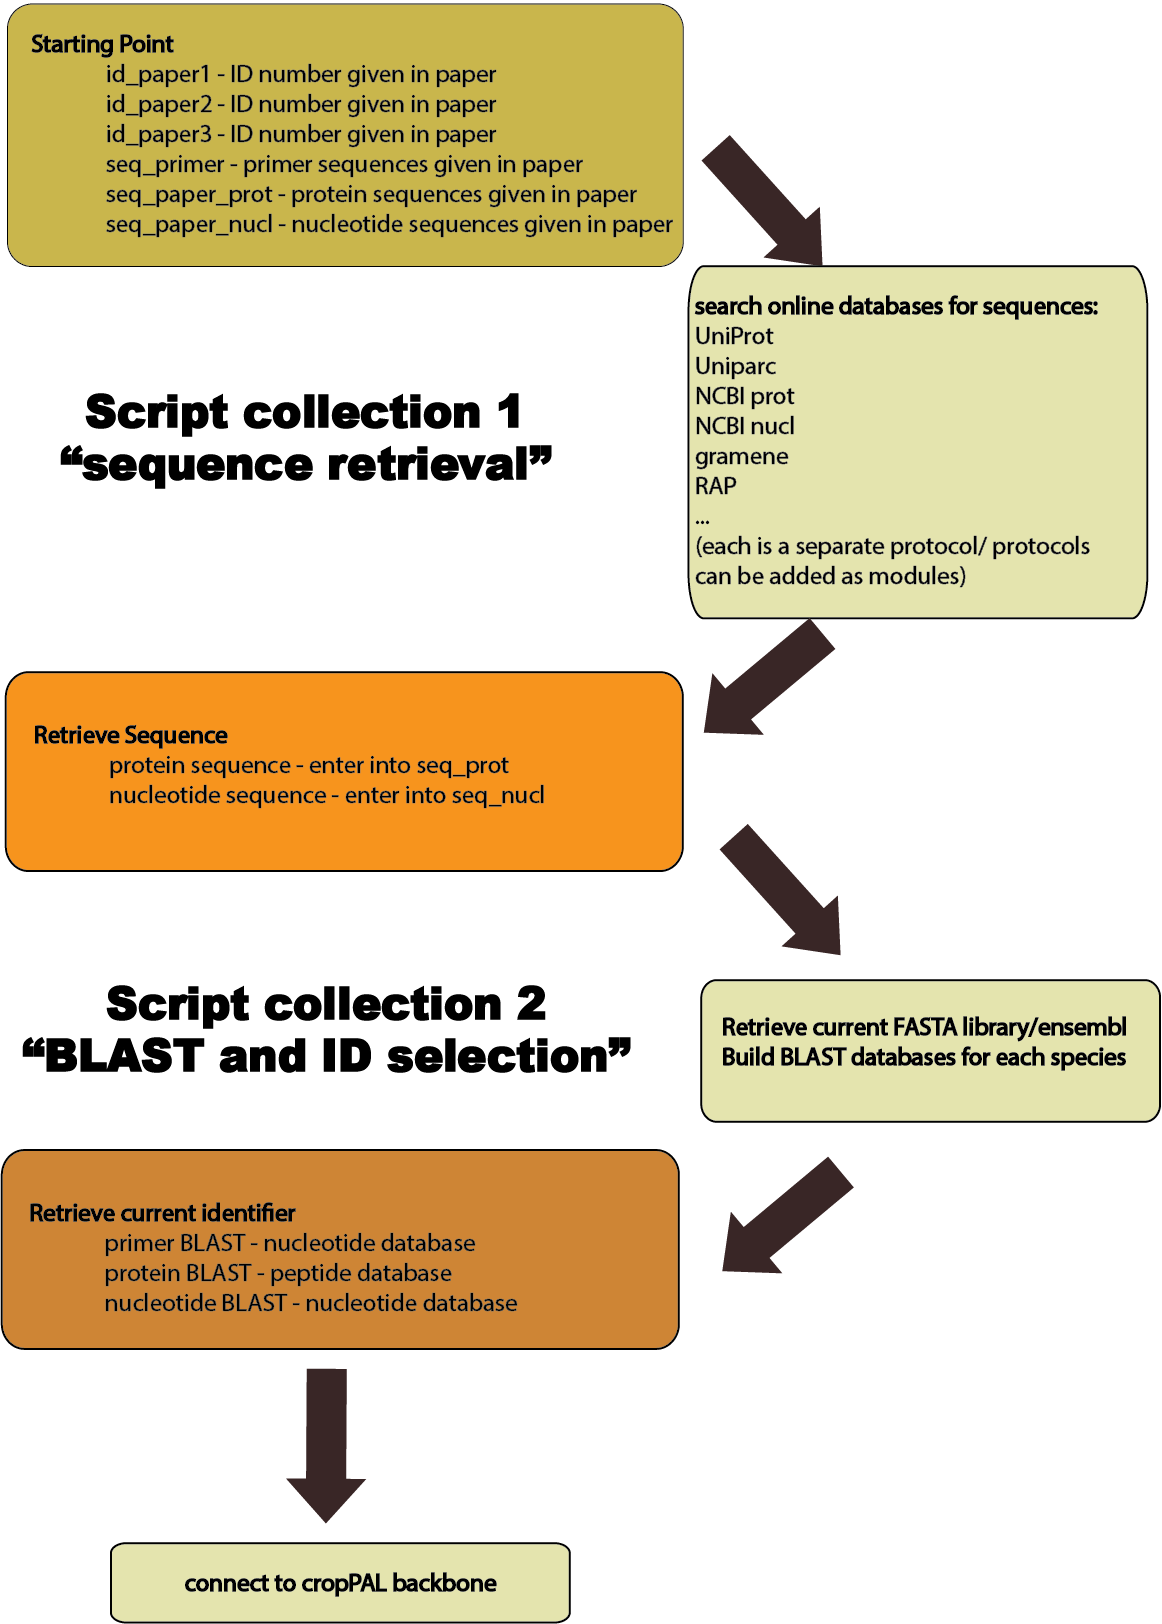 Starting Point
id_paper1 - ID number given in paper
id_paper2 - ID number given in paper
id_paper3 - ID number given in paper
seq_primer - primer sequences given in paper
seq_paper_prot - protein sequences given in paper
seq_paper_nucl - nucleotide sequences given in paper
search online databases for sequences:
UniProt
Uniparc
NCBI prot
NCBI nucl
gramene
RAP
...
(each is a separate protocol/ protocols
can be added as modules)
Script collection 1
“sequence retrieval”
Retrieve Sequence
protein sequence - enter into seq_prot
nucleotide sequence - enter into seq_nucl
Script collection 2
“BLAST and ID selection”
Retrieve current FASTA library/ensembl
Build BLAST databases for each species
Retrieve current identifier
primer BLAST - nucleotide database
protein BLAST - peptide database
nucleotide BLAST - nucleotide database
connect to cropPAL backbone